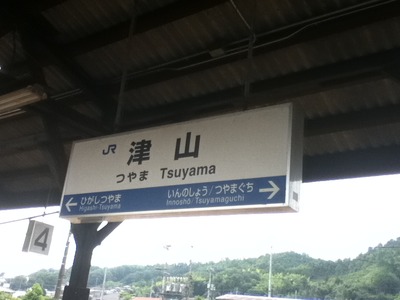 JR 津山
つやま Tsuyama
← ひがしつやま いんのしょう/つやまぐち →
Higashi-Tsuyama Innoshō/Tsuyamaguchi
4